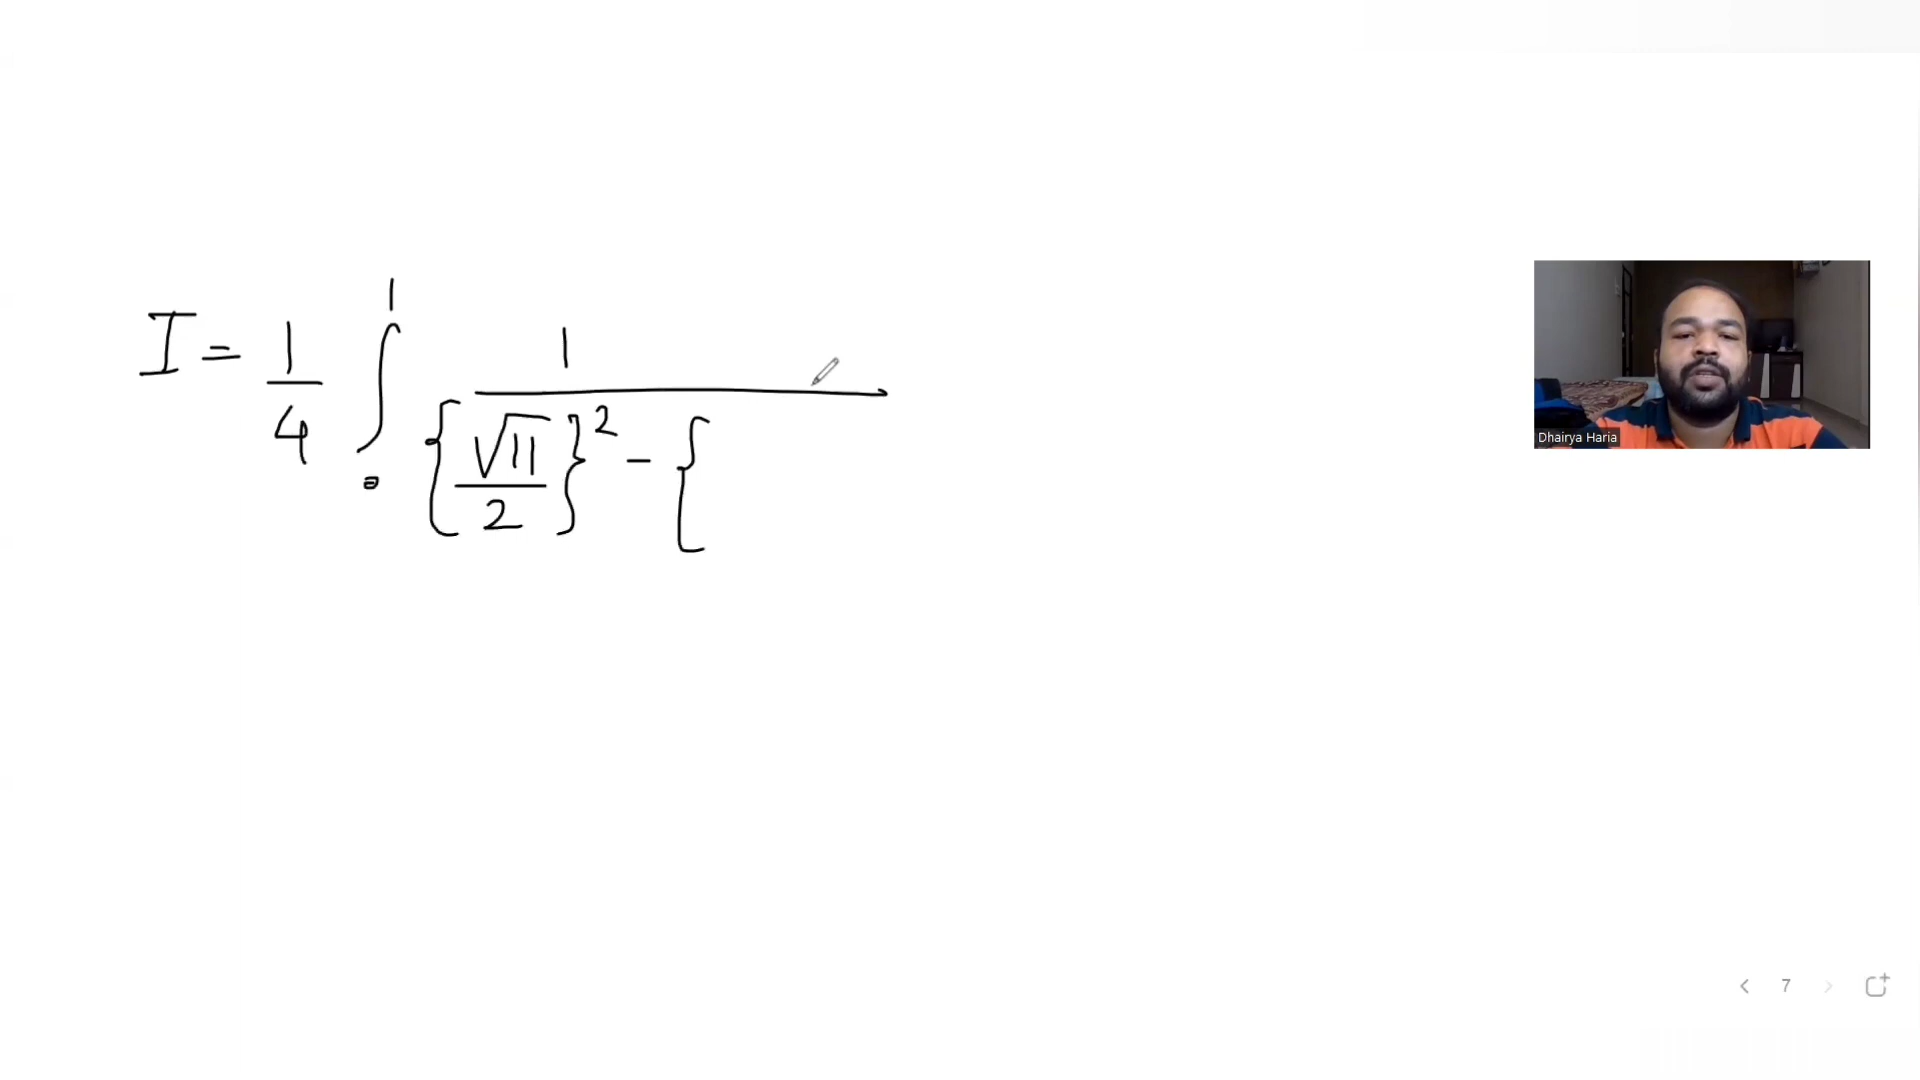 I = 1/4 ∫₀¹ 1/({√11/2}² - {
Dhairya Haria
7